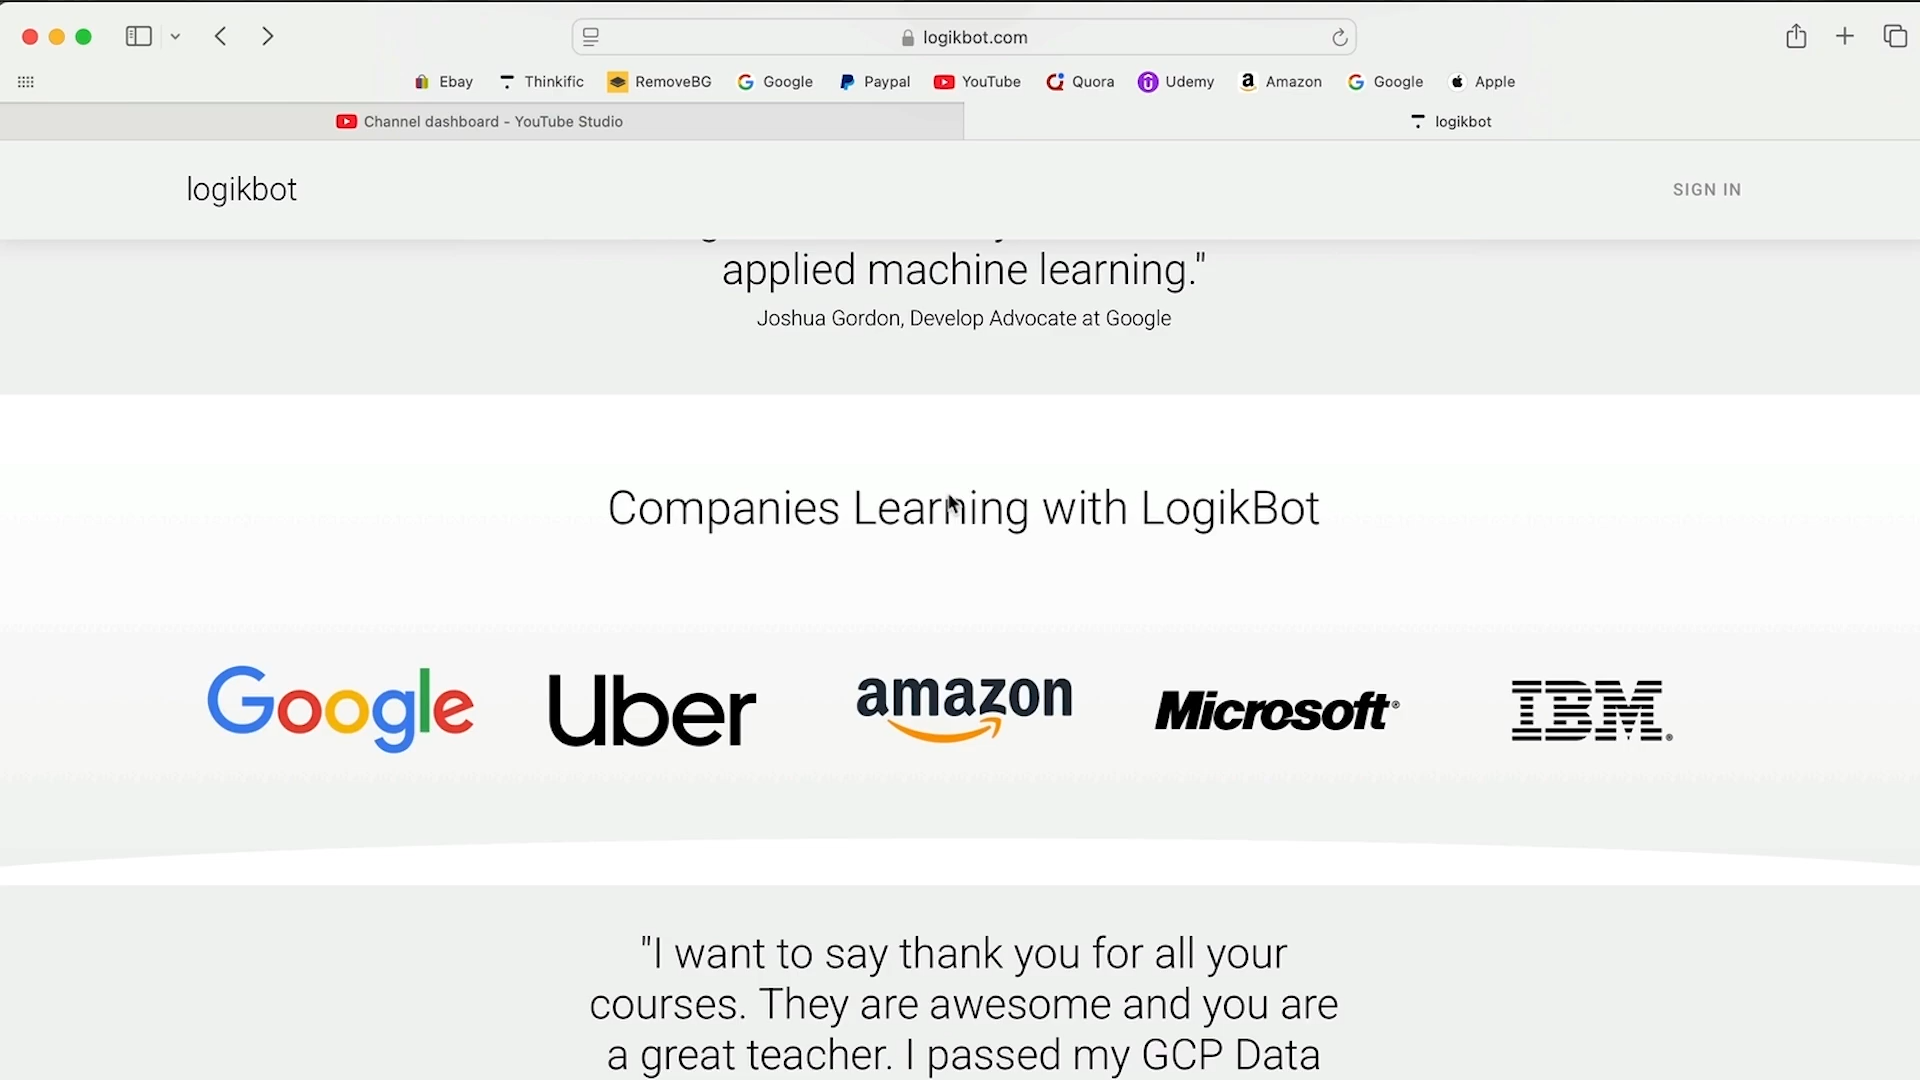 logikbot.com
Ebay Thinkific RemoveBG Google Paypal YouTube Quora Udemy Amazon Google Apple
Channel dashboard - YouTube Studio logikbot
logikbot SIGN IN
applied machine learning."
Joshua Gordon, Develop Advocate at Google
Companies Learning with LogikBot
Google Uber amazon Microsoft® IBM®
"I want to say thank you for all your
courses. They are awesome and you are
a great teacher. I passed my GCP Data